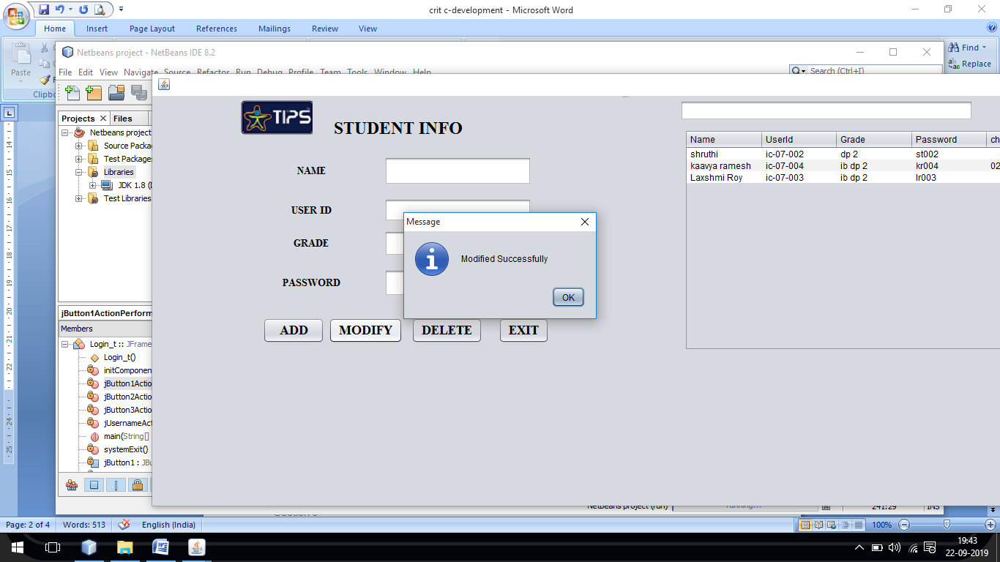 crit c-development - Microsoft Word
Home Insert Page Layout References Mailings Review View
Paste
Find
Replace
Netbeans project - NetBeans IDE 8.2
File Edit View Navigate Source Refactor Run Debug Profile Team Tools Window Help
Search (Ctrl+I)
Projects Files
Netbeans project
Source Packa
Test Packages
Libraries
JDK 1.8 (
Test Libraries
TIPS
STUDENT INFO
NAME
USER ID
GRADE
PASSWORD
ADD MODIFY DELETE EXIT
Message
Modified Successfully
OK
Name UserId Grade Password ch
shruthi ic-07-002 dp 2 st002
kaavya ramesh ic-07-004 ib dp 2 kr004 02
Laxshmi Roy ic-07-003 ib dp 2 lr003
jButton1ActionPerform
Members
Login_t :: JFrame
Login_t()
initComponen
jButton1Actio
jButton2Actio
jButton3Actio
jUsernameAct
main(String[]
systemExit()
jButton1 : JBu
Netbeans project (run) running... 241:29 INS
Page: 2 of 4 Words: 513 English (India) 100%
19:43
22-09-2019